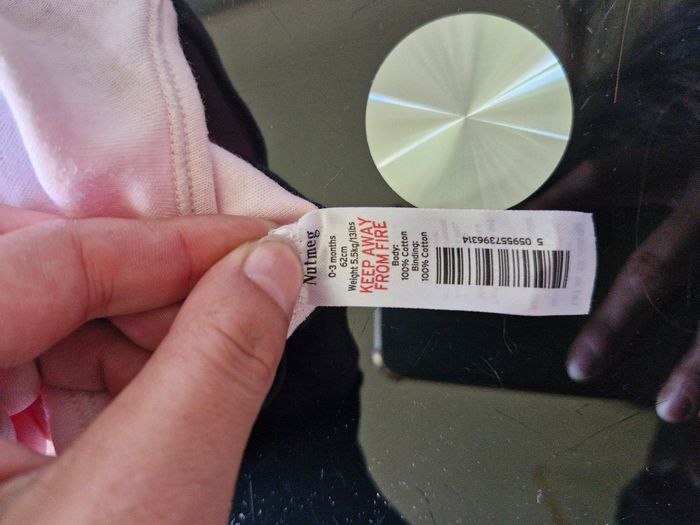 Nutmeg
0-3 months
62cm
Weight 5.5kg/13lbs
KEEP AWAY
FROM FIRE
Body:
100% Cotton
Binding:
100% Cotton
5 059557396314